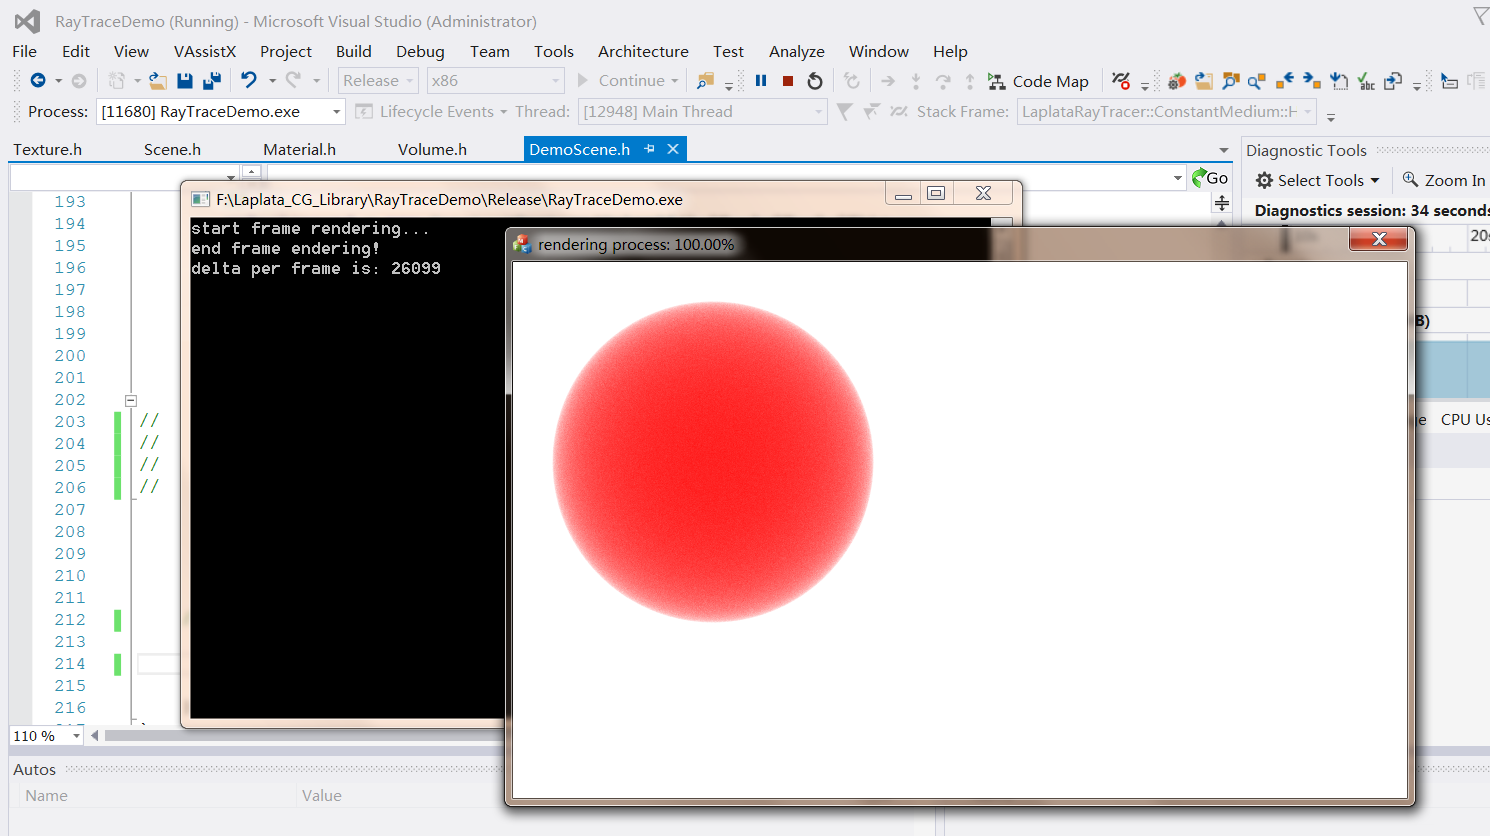 RayTraceDemo (Running) - Microsoft Visual Studio (Administrator)
File Edit View VAssistX Project Build Debug Team Tools Architecture Test Analyze Window Help
Release x86 Continue Code Map
Process: [11680] RayTraceDemo.exe Lifecycle Events Thread: [12948] Main Thread Stack Frame: LaplataRayTracer::ConstantMedium::H
Texture.h Scene.h Material.h Volume.h DemoScene.h
Diagnostic Tools
Go
Select Tools Zoom In
Diagnostics session: 34 seconds
20s
B)
CPU Us
F:\Laplata_CG_Library\RayTraceDemo\Release\RayTraceDemo.exe
start frame rendering...
end frame endering!
delta per frame is: 26099
rendering process: 100.00%
193
194
195
196
197
198
199
200
201
202
203 //
204 //
205 //
206 //
207
208
209
210
211
212
213
214
215
216
110 %
Autos
Name Value